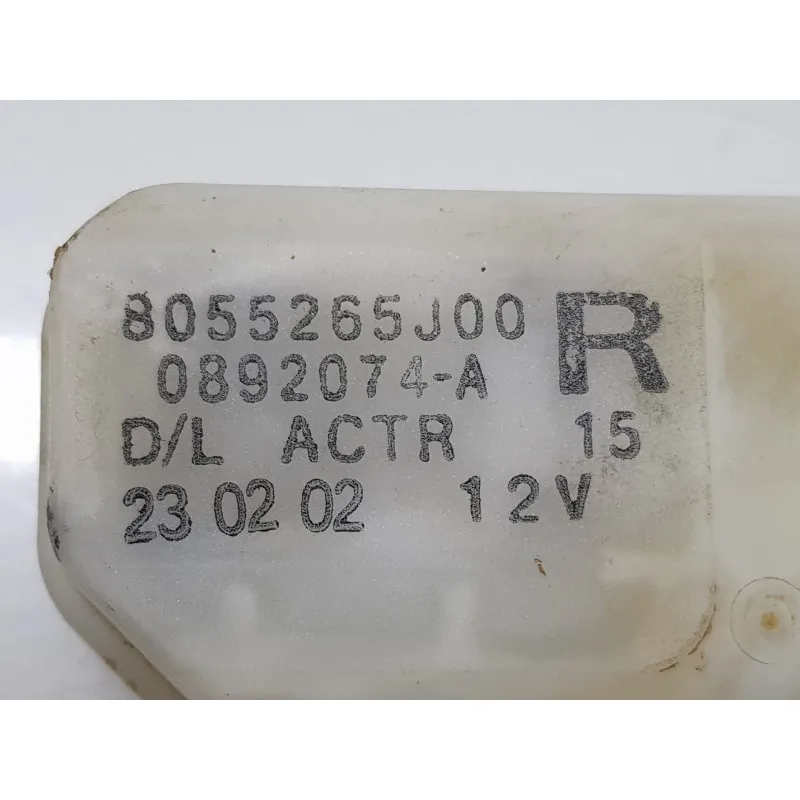 8055265J00 R
0892074-A
D/L ACTR 15
23 02 02 12V